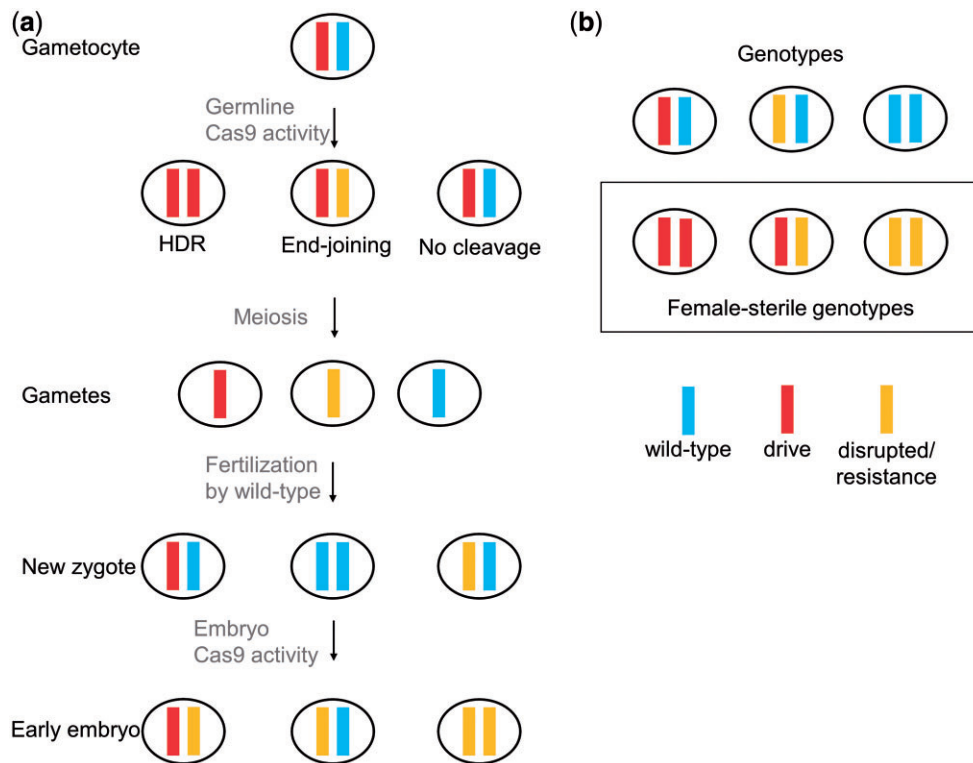 (a)
Gametocyte
Germline
Cas9 activity
HDR
End-joining
No cleavage
Meiosis
Gametes
Fertilization
by wild-type
New zygote
Embryo
Cas9 activity
Early embryo
(b)
Genotypes
Female-sterile genotypes
wild-type
drive
disrupted/
resistance